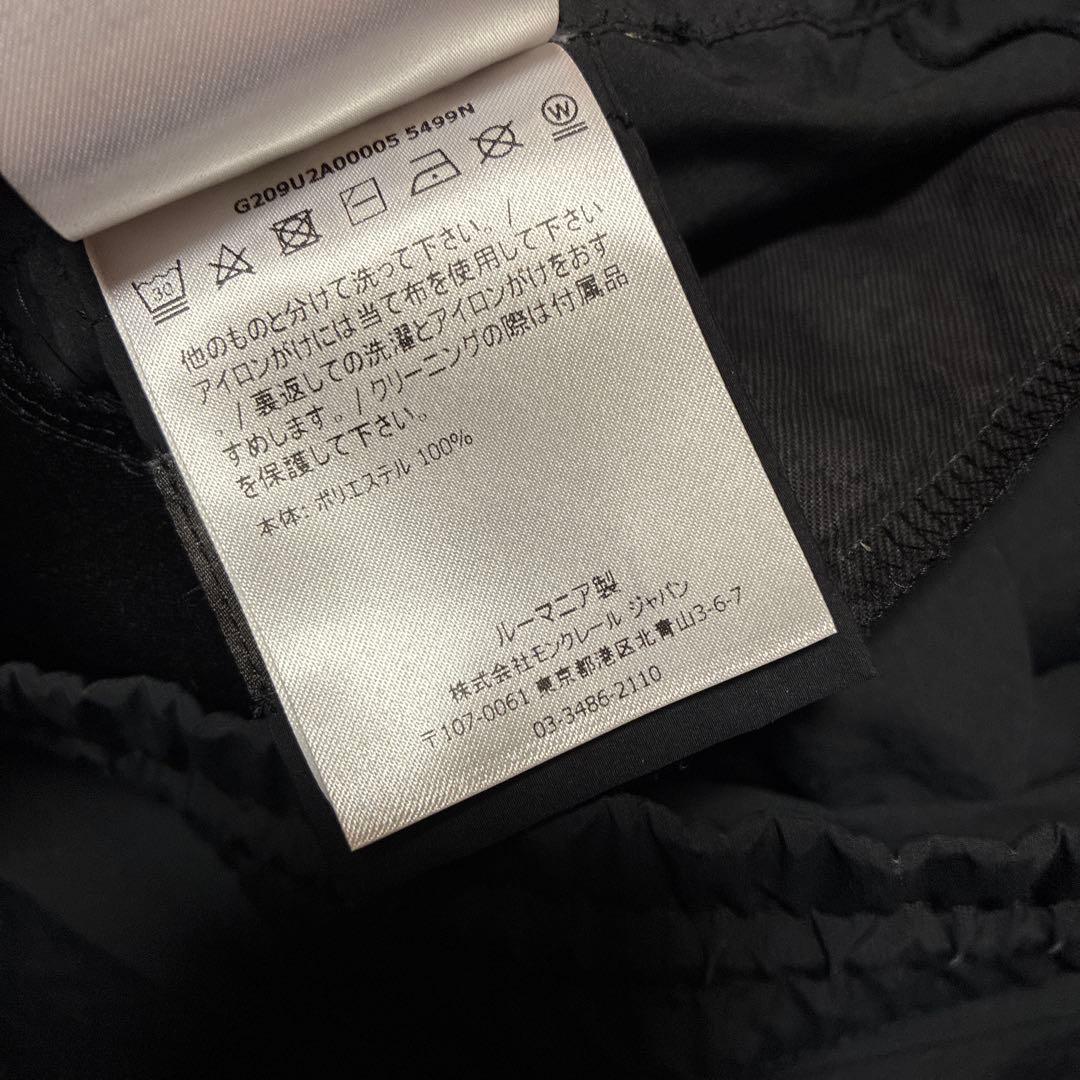 G209U2A00005 5499N
30 W
他のものと分けて洗って下さい。/
アイロンがけには当て布を使用して下さい
。/裏返しての洗濯とアイロンがけをおす
すめします。/クリーニングの際は付属品
を保護して下さい。
本体: ポリエステル 100%
ルーマニア製
株式会社モンクレール ジャパン
〒107-0061 東京都港区北青山3-6-7
03-3486-2110